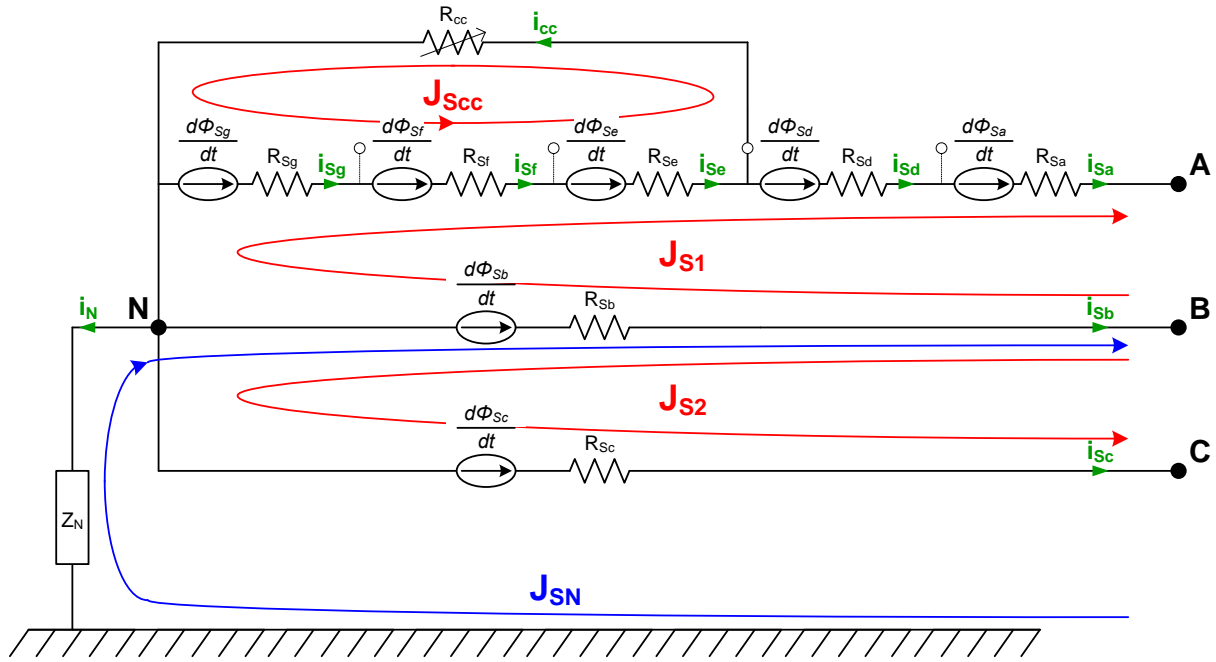 Rcc
icc
JScc
dΦSg
dt
RSg
iSg
dΦSf
dt
RSf
iSf
dΦSe
dt
RSe
iSe
dΦSd
dt
RSd
iSd
dΦSa
dt
RSa
iSa
A
JS1
dΦSb
dt
RSb
iSb
B
iN
N
JS2
dΦSc
dt
RSc
iSc
C
ZN
JSN